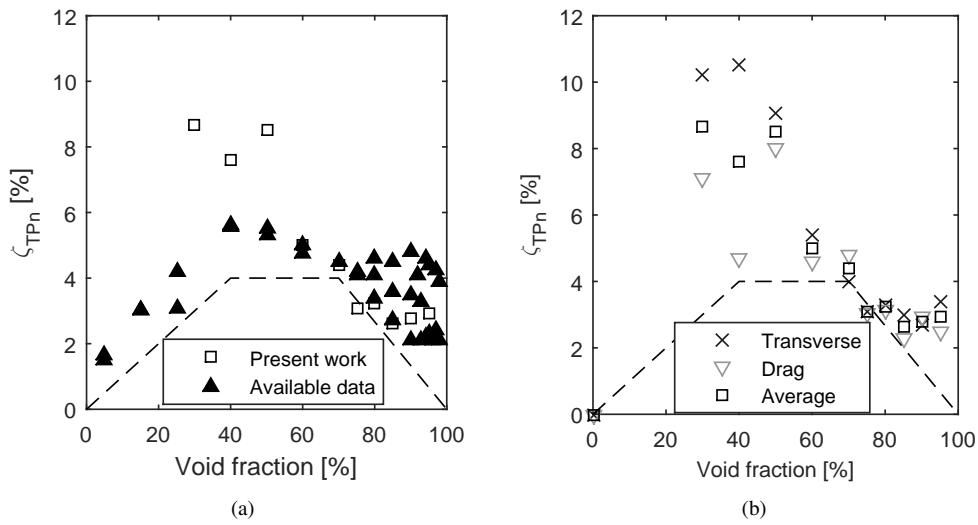 12
10
8
6
4
2
0
ζTPn [%]
0 20 40 60 80 100
Void fraction [%]
Present work
Available data
(a)
12
10
8
6
4
2
0
ζTPn [%]
0 20 40 60 80 100
Void fraction [%]
Transverse
Drag
Average
(b)